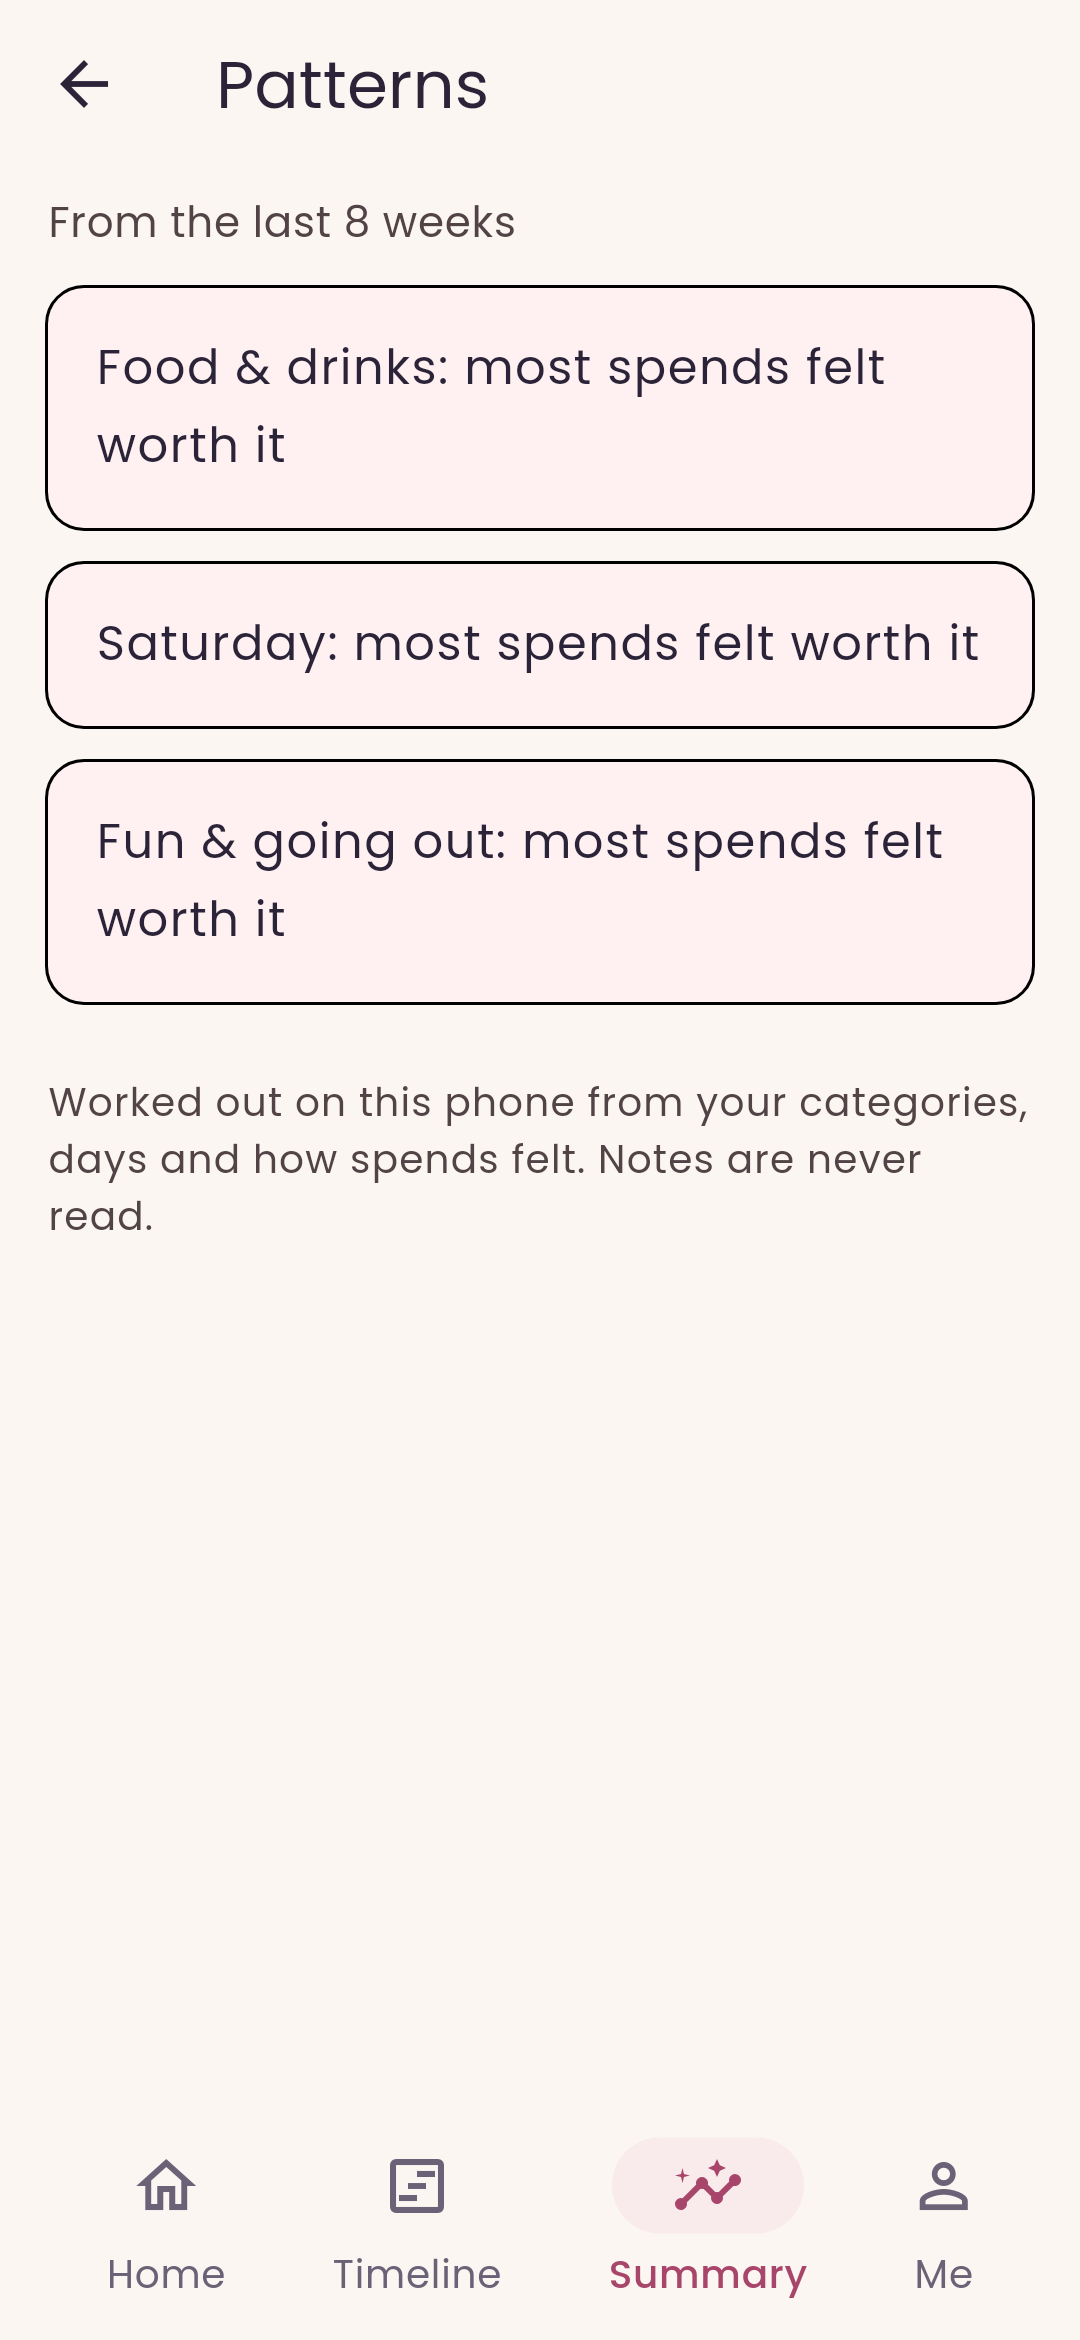 Patterns
From the last 8 weeks
Food & drinks: most spends felt
worth it
Saturday: most spends felt worth it
Fun & going out: most spends felt
worth it
Worked out on this phone from your categories,
days and how spends felt. Notes are never
read.
Home
Timeline
Summary
Me